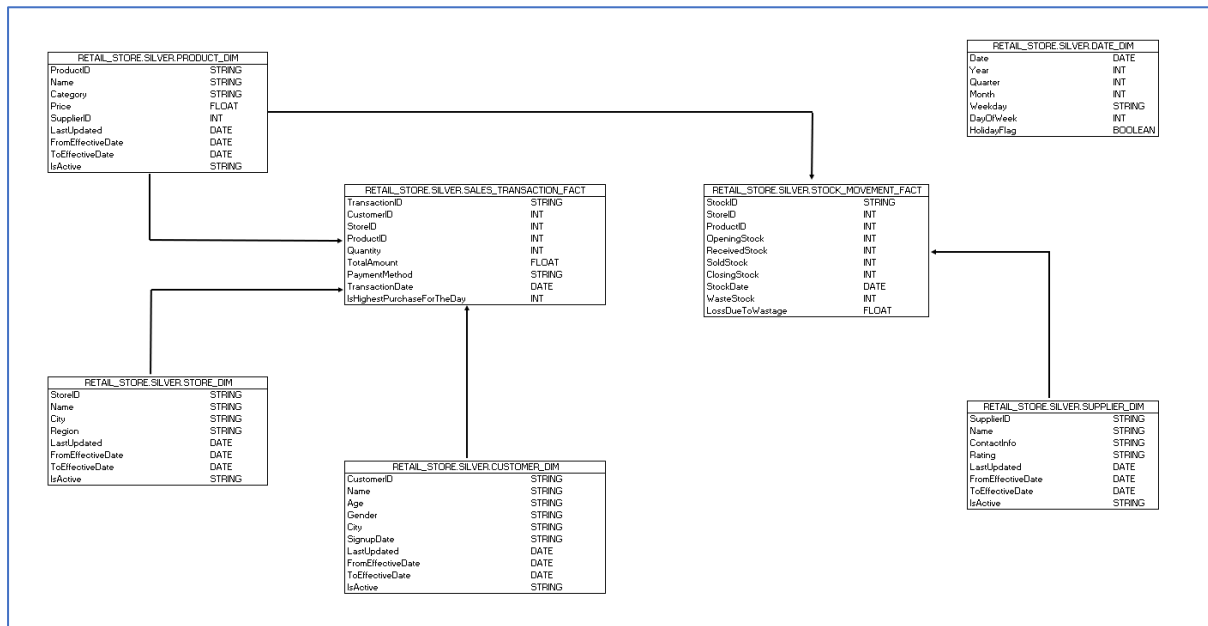 RETAIL_STORE.SILVER.PRODUCT_DIM
ProductID STRING
Name STRING
Category STRING
Price FLOAT
SupplierID INT
LastUpdated DATE
FromEffectiveDate DATE
ToEffectiveDate DATE
IsActive STRING
RETAIL_STORE.SILVER.DATE_DIM
Date DATE
Year INT
Quarter INT
Month INT
Weekday STRING
DayOfWeek INT
HolidayFlag BOOLEAN
RETAIL_STORE.SILVER.SALES_TRANSACTION_FACT
TransactionID STRING
CustomerID INT
StoreID INT
ProductID INT
Quantity INT
TotalAmount FLOAT
PaymentMethod STRING
TransactionDate DATE
IsHighestPurchaseForTheDay INT
RETAIL_STORE.SILVER.STOCK_MOVEMENT_FACT
StockID STRING
StoreID INT
ProductID INT
OpeningStock INT
ReceivedStock INT
SoldStock INT
ClosingStock INT
StockDate DATE
WasteStock INT
LossDueToWastage FLOAT
RETAIL_STORE.SILVER.STORE_DIM
StoreID STRING
Name STRING
City STRING
Region STRING
LastUpdated DATE
FromEffectiveDate DATE
ToEffectiveDate DATE
IsActive STRING
RETAIL_STORE.SILVER.CUSTOMER_DIM
CustomerID STRING
Name STRING
Age STRING
Gender STRING
City STRING
SignupDate STRING
LastUpdated DATE
FromEffectiveDate DATE
ToEffectiveDate DATE
IsActive STRING
RETAIL_STORE.SILVER.SUPPLIER_DIM
SupplierID STRING
Name STRING
ContactInfo STRING
Rating STRING
LastUpdated DATE
FromEffectiveDate DATE
ToEffectiveDate DATE
IsActive STRING